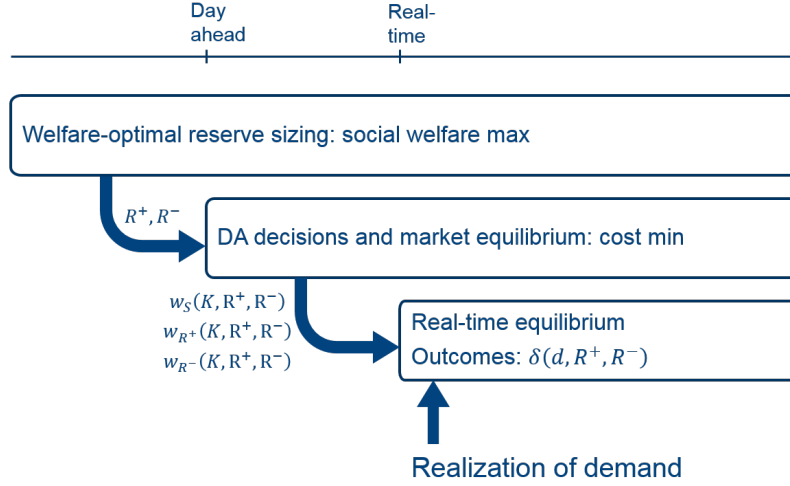 Day
ahead
Real-
time
Welfare-optimal reserve sizing: social welfare max
R⁺, R⁻
DA decisions and market equilibrium: cost min
w_S(K, R⁺, R⁻)
w_R⁺(K, R⁺, R⁻)
w_R⁻(K, R⁺, R⁻)
Real-time equilibrium
Outcomes: δ(d, R⁺, R⁻)
Realization of demand